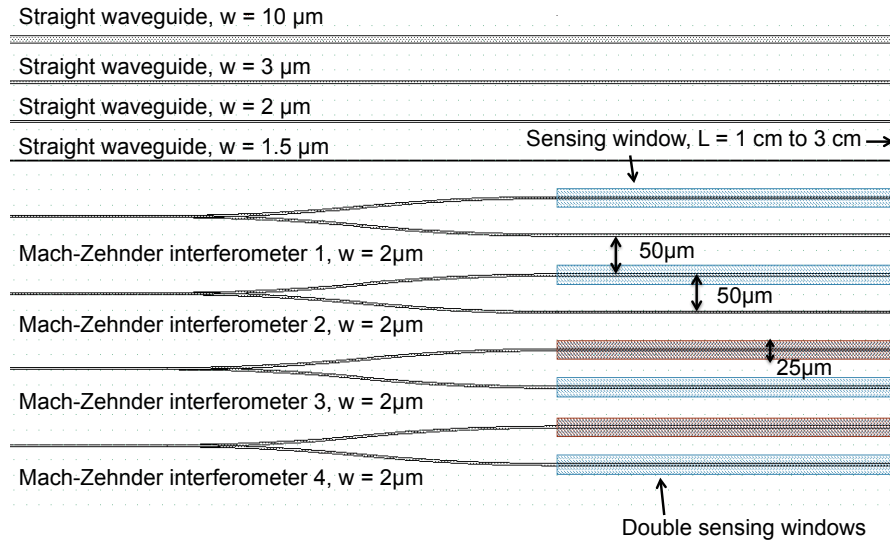 Straight waveguide, w = 10 µm
Straight waveguide, w = 3 µm
Straight waveguide, w = 2 µm
Straight waveguide, w = 1.5 µm
Sensing window, L = 1 cm to 3 cm
Mach-Zehnder interferometer 1, w = 2µm
50µm
50µm
Mach-Zehnder interferometer 2, w = 2µm
25µm
Mach-Zehnder interferometer 3, w = 2µm
Mach-Zehnder interferometer 4, w = 2µm
Double sensing windows